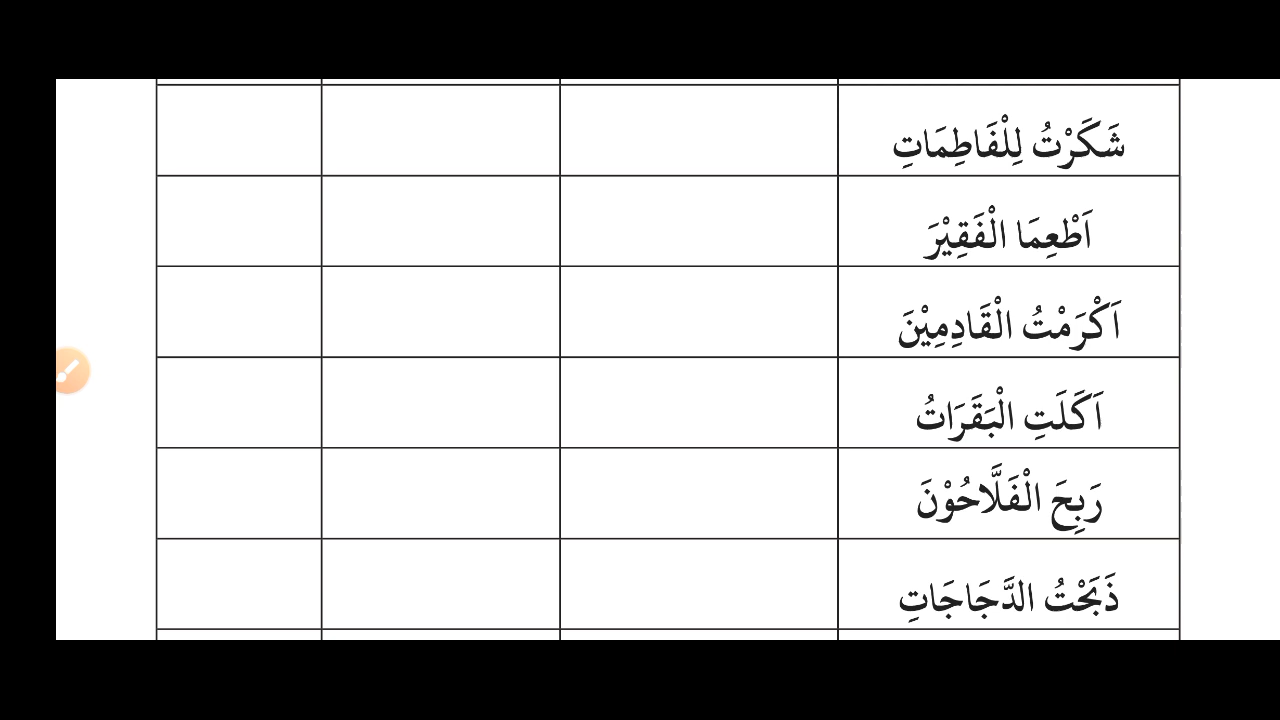 شَكَرْتُ لِلْفَاطِمَاتِ
اَطْعِمَا الْفَقِيْرَ
اَكْرَمْتُ الْقَادِمِيْنَ
اَكَلَتِ الْبَقَرَاتُ
رَبِحَ الْفَلَّاحُوْنَ
ذَبَحْتُ الدَّجَاجَاتِ